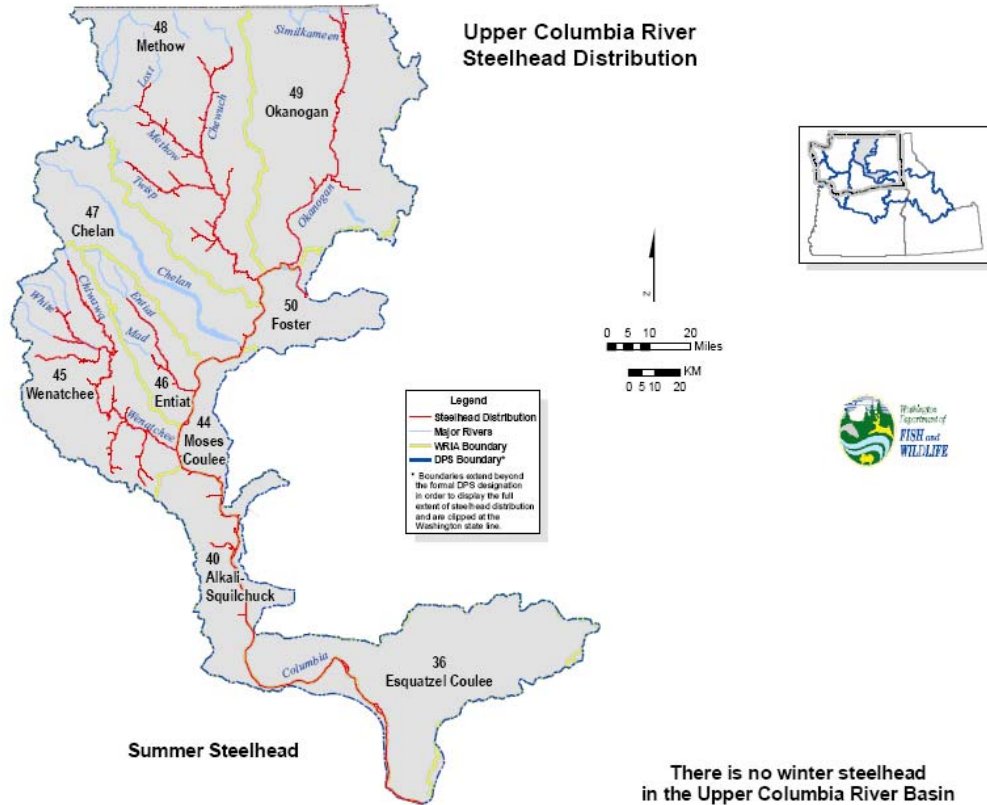 Upper Columbia River
Steelhead Distribution
48
Methow
Similkameen
Lost
49
Okanogan
Chewuch
Methow
Twisp
Okanogan
47
Chelan
Chelan
50
Foster
White
Chiwawa
Entiat
Mad
45
Wenatchee
46
Entiat
Wenatchee
44
Moses
Coulee
40
Alkali-
Squilchuck
Columbia
36
Esquatzel Coulee
N
0 5 10 20
Miles
KM
0 5 10 20
Legend
Steelhead Distribution
Major Rivers
WRIA Boundary
DPS Boundary*
* Boundaries extend beyond
the formal DPS designation
in order to display the full
extent of steelhead distribution
and are clipped at the
Washington state line.
Washington
Department of
FISH and
WILDLIFE
Summer Steelhead
There is no winter steelhead
in the Upper Columbia River Basin